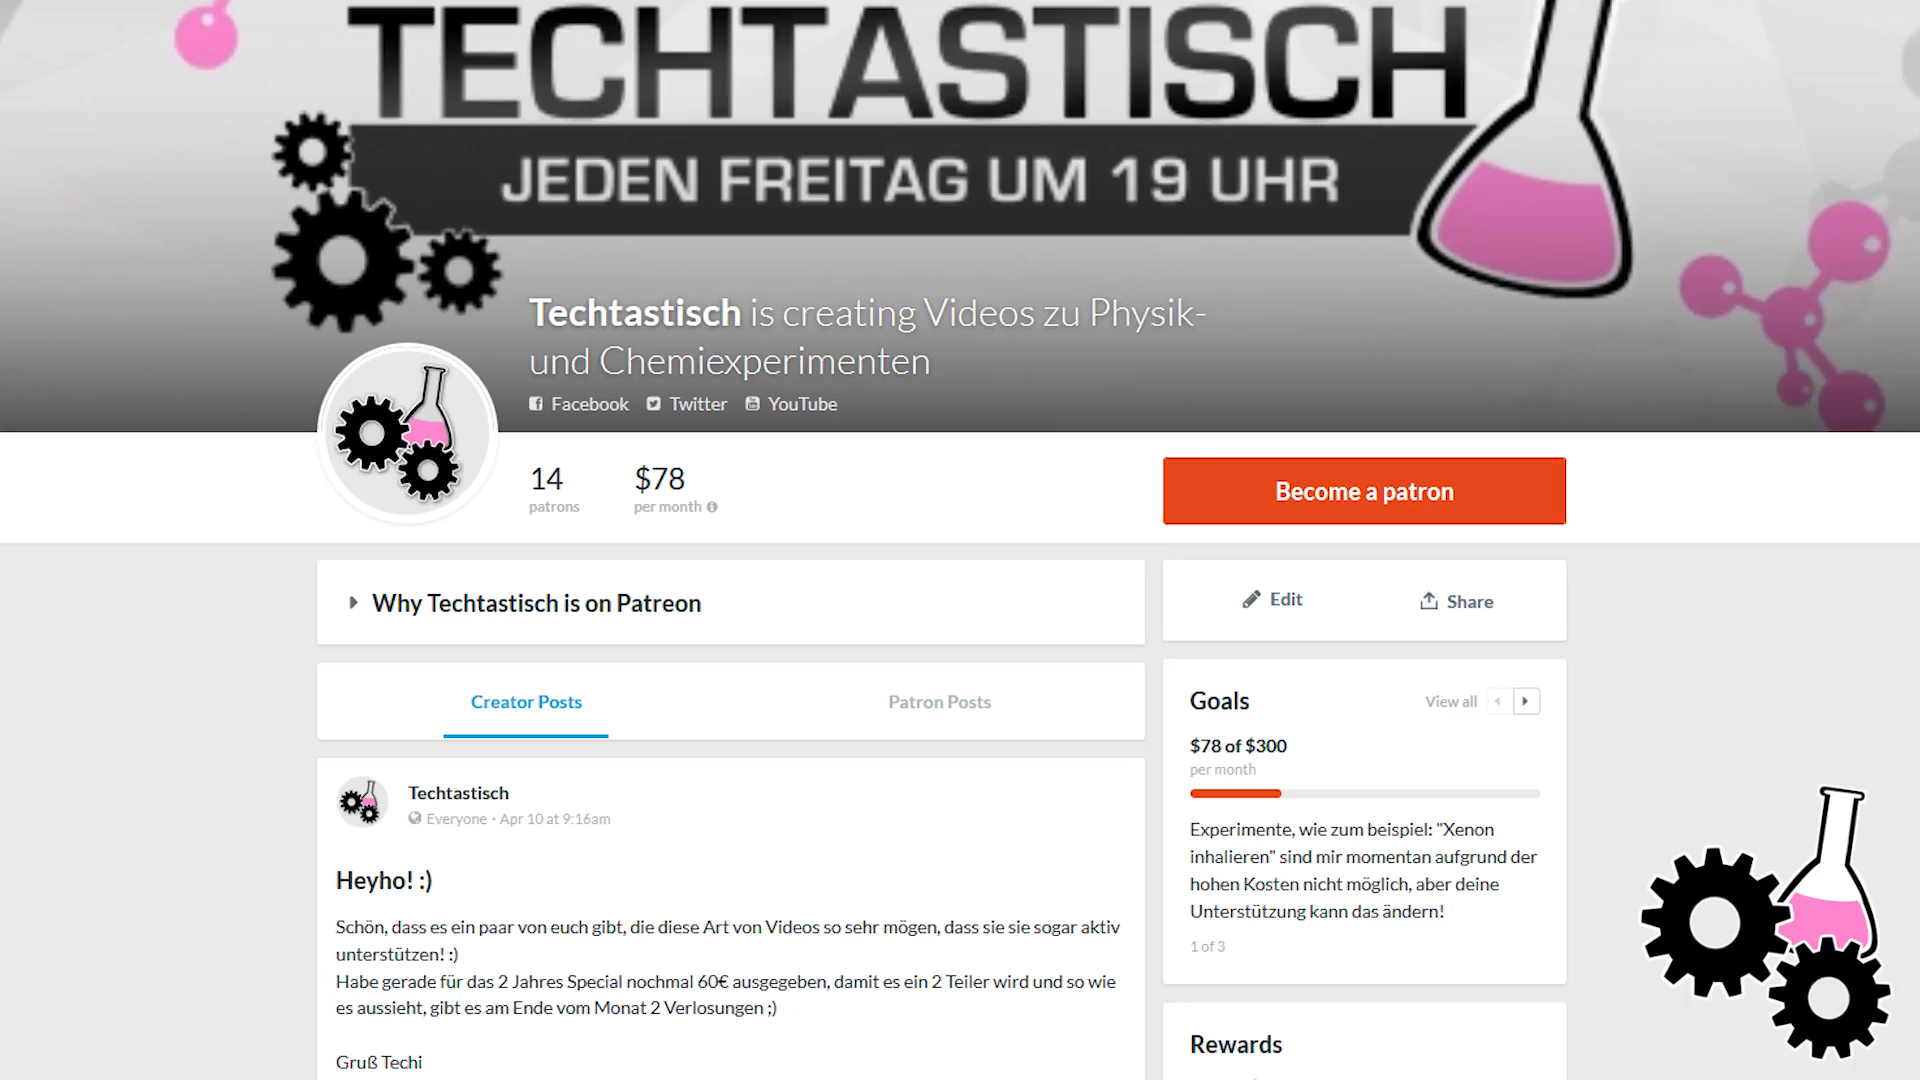 TECHTASTISCH
JEDEN FREITAG UM 19 UHR
Techtastisch is creating Videos zu Physik-
und Chemiexperimenten
Facebook Twitter YouTube
14
patrons
$78
per month
Become a patron
Why Techtastisch is on Patreon
Edit
Share
Creator Posts
Patron Posts
Techtastisch
Everyone • Apr 10 at 9:16am
Heyho! :)
Schön, dass es ein paar von euch gibt, die diese Art von Videos so sehr mögen, dass sie sie sogar aktiv
unterstützen! :)
Habe gerade für das 2 Jahres Special nochmal 60€ ausgegeben, damit es ein 2 Teiler wird und so wie
es aussieht, gibt es am Ende vom Monat 2 Verlosungen ;)
Gruß Techi
Goals
View all
$78 of $300
per month
Experimente, wie zum beispiel: "Xenon
inhalieren" sind mir momentan aufgrund der
hohen Kosten nicht möglich, aber deine
Unterstützung kann das ändern!
1 of 3
Rewards